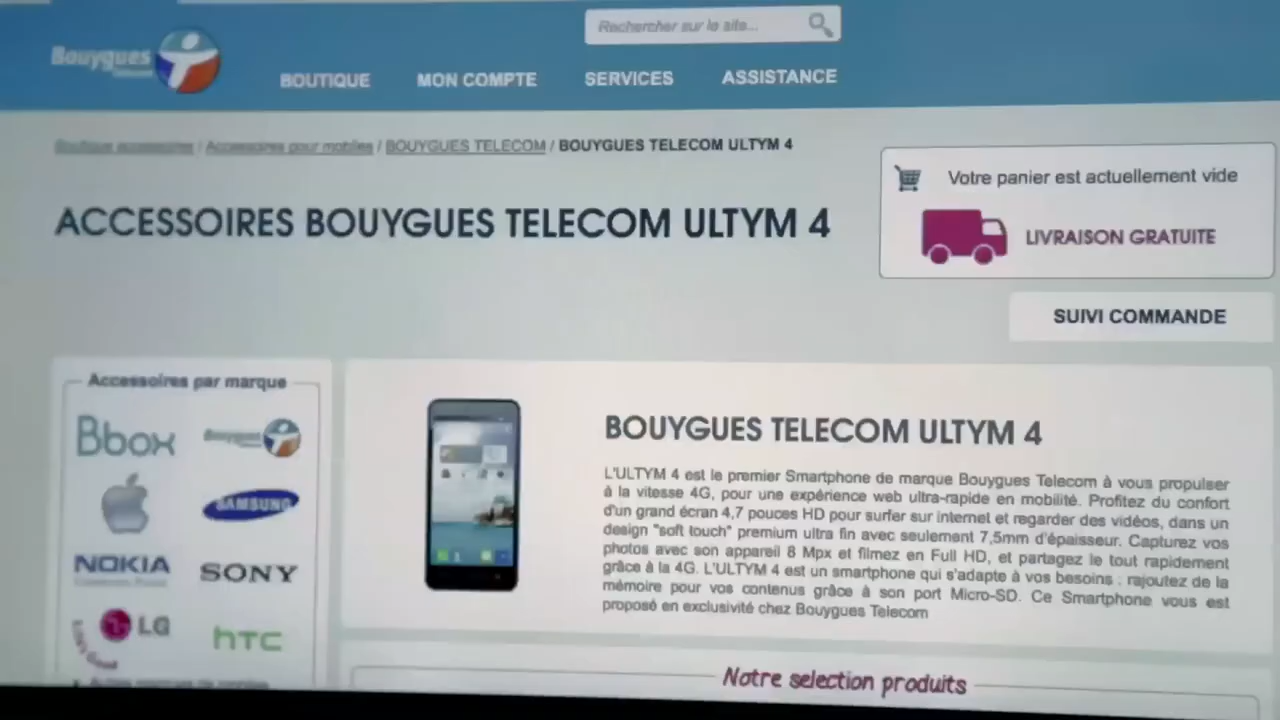 Rechercher sur le site...
Bouygues
Telecom
BOUTIQUE MON COMPTE SERVICES ASSISTANCE
Boutique accessoires / Accessoires pour mobiles / BOUYGUES TELECOM / BOUYGUES TELECOM ULTYM 4
Votre panier est actuellement vide
ACCESSOIRES BOUYGUES TELECOM ULTYM 4
LIVRAISON GRATUITE
SUIVI COMMANDE
Accessoires par marque
Bbox Bouygues
SAMSUNG
NOKIA SONY
LG hTC
BOUYGUES TELECOM ULTYM 4
L'ULTYM 4 est le premier Smartphone de marque Bouygues Telecom à vous propulser
à la vitesse 4G, pour une expérience web ultra-rapide en mobilité. Profitez du confort
d'un grand écran 4,7 pouces HD pour surfer sur internet et regarder des vidéos, dans un
design "soft touch" premium ultra fin avec seulement 7,5mm d'épaisseur. Capturez vos
photos avec son appareil 8 Mpx et filmez en Full HD, et partagez le tout rapidement
grâce à la 4G. L'ULTYM 4 est un smartphone qui s'adapte à vos besoins : rajoutez de la
mémoire pour vos contenus grâce à son port Micro-SD. Ce Smartphone vous est
proposé en exclusivité chez Bouygues Telecom
Notre selection produits